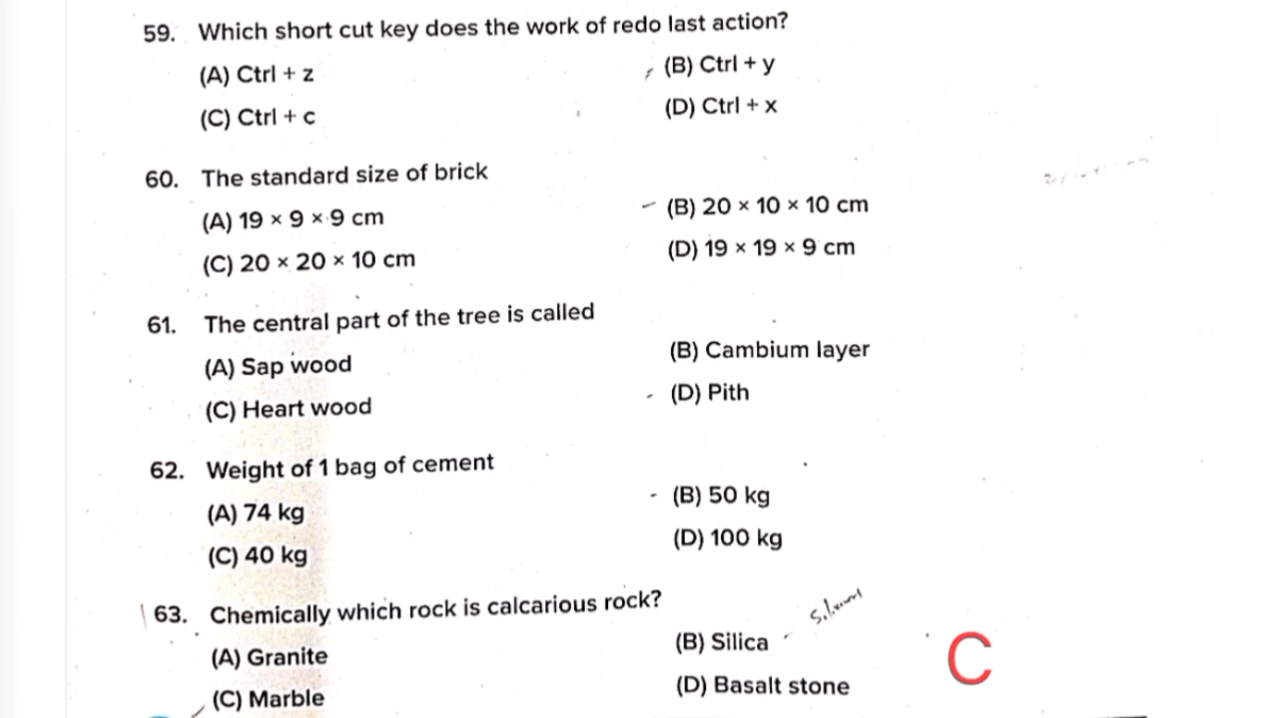 59. Which short cut key does the work of redo last action?
(A) Ctrl + z (B) Ctrl + y
(C) Ctrl + c (D) Ctrl + x
60. The standard size of brick
(A) 19 × 9 × 9 cm (B) 20 × 10 × 10 cm
(C) 20 × 20 × 10 cm (D) 19 × 19 × 9 cm
61. The central part of the tree is called
(A) Sap wood (B) Cambium layer
(C) Heart wood (D) Pith
62. Weight of 1 bag of cement
(A) 74 kg (B) 50 kg
(C) 40 kg (D) 100 kg
63. Chemically which rock is calcarious rock?
(A) Granite (B) Silica
C
(C) Marble (D) Basalt stone